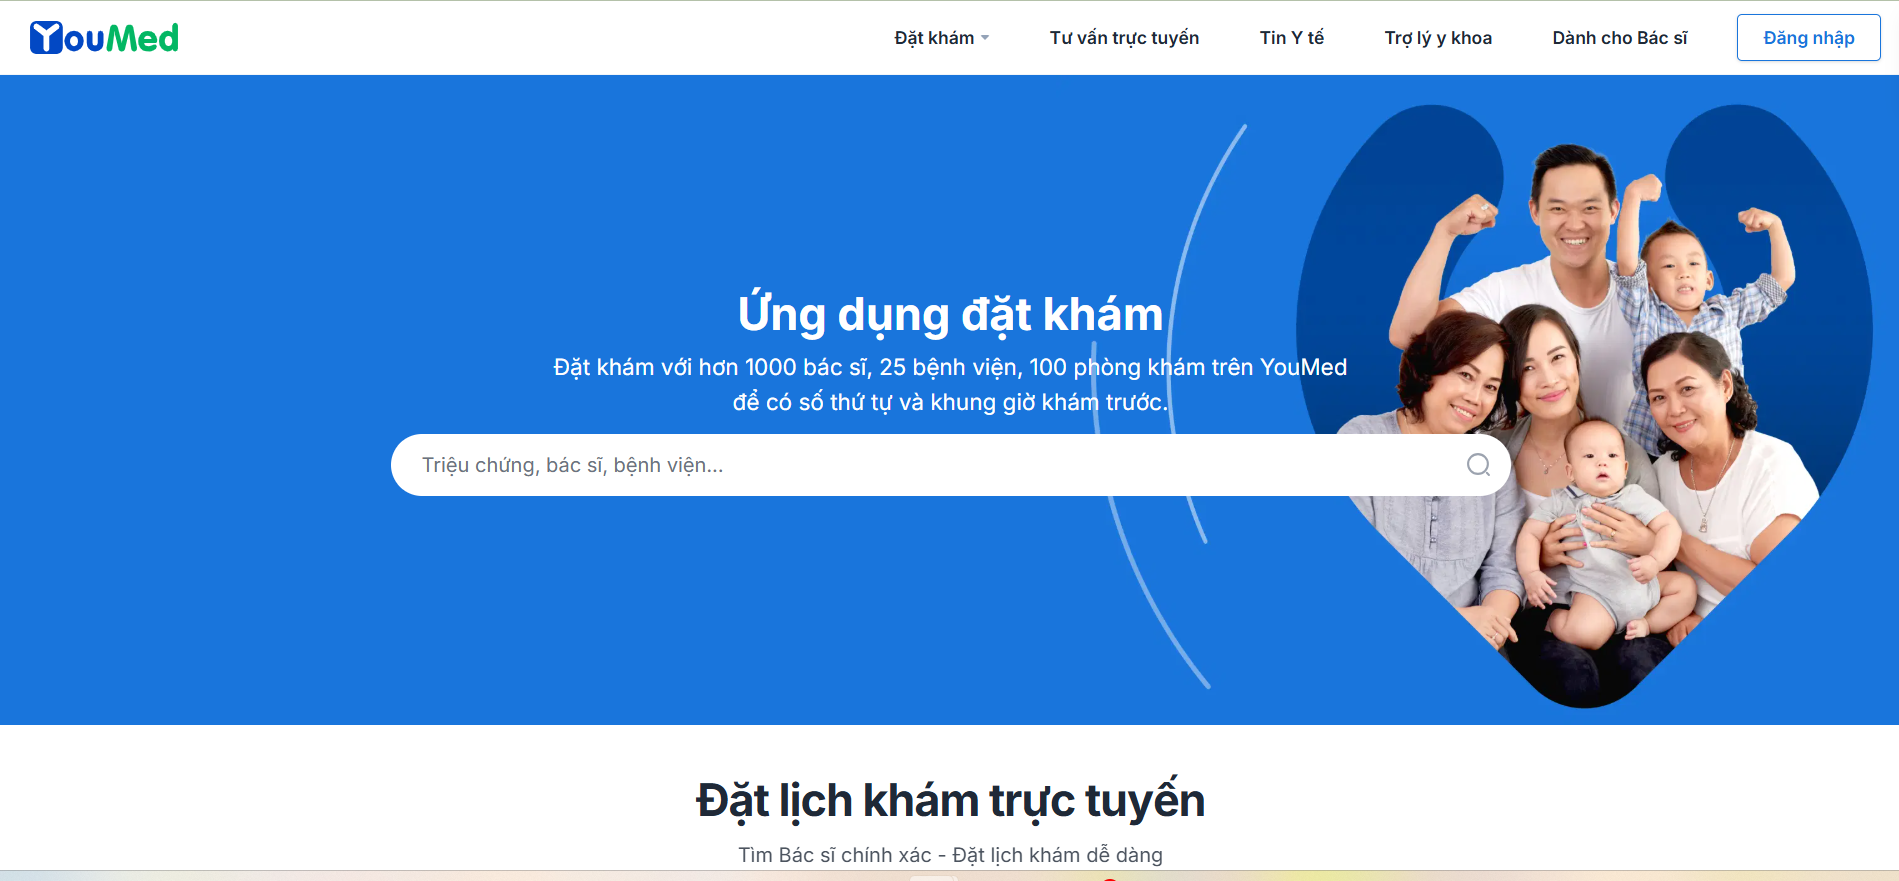 YouMed
Đặt khám
Tư vấn trực tuyến
Tin Y tế
Trợ lý y khoa
Dành cho Bác sĩ
Đăng nhập
Ứng dụng đặt khám
Đặt khám với hơn 1000 bác sĩ, 25 bệnh viện, 100 phòng khám trên YouMed
để có số thứ tự và khung giờ khám trước.
Triệu chứng, bác sĩ, bệnh viện...
Đặt lịch khám trực tuyến
Tìm Bác sĩ chính xác - Đặt lịch khám dễ dàng